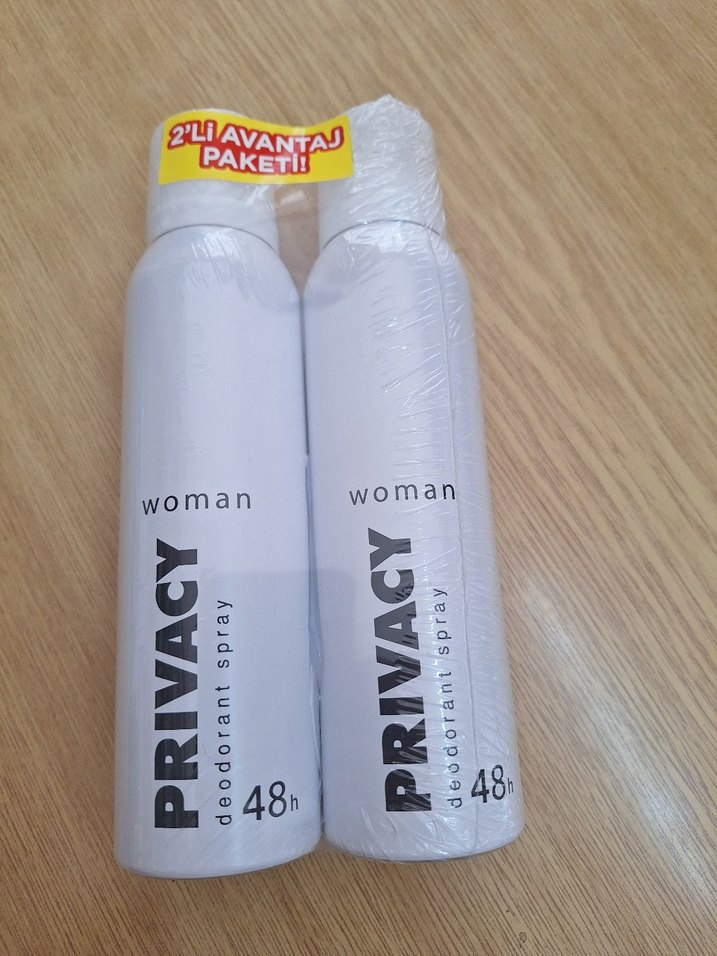 2'Lİ AVANTAJ
PAKETİ!
woman
PRIVACY
deodorant spray
48h
woman
PRIVACY
deodorant spray
48h